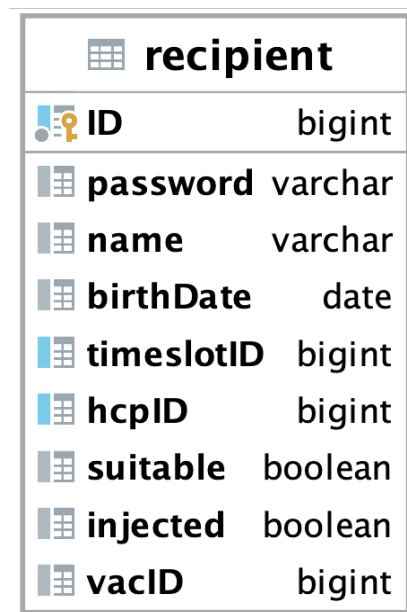 recipient
ID bigint
password varchar
name varchar
birthDate date
timeslotID bigint
hcpID bigint
suitable boolean
injected boolean
vacID bigint